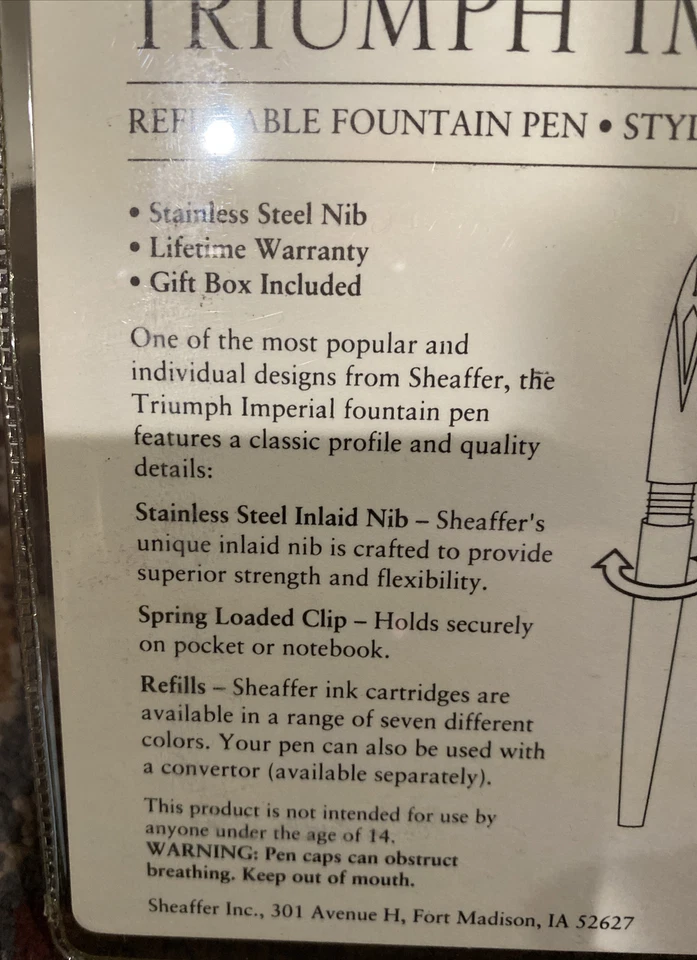 TRIUMPH IM
REFILLABLE FOUNTAIN PEN • STYL
• Stainless Steel Nib
• Lifetime Warranty
• Gift Box Included
One of the most popular and
individual designs from Sheaffer, the
Triumph Imperial fountain pen
features a classic profile and quality
details:
Stainless Steel Inlaid Nib – Sheaffer's
unique inlaid nib is crafted to provide
superior strength and flexibility.
Spring Loaded Clip – Holds securely
on pocket or notebook.
Refills – Sheaffer ink cartridges are
available in a range of seven different
colors. Your pen can also be used with
a convertor (available separately).
This product is not intended for use by
anyone under the age of 14.
WARNING: Pen caps can obstruct
breathing. Keep out of mouth.
Sheaffer Inc., 301 Avenue H, Fort Madison, IA 52627